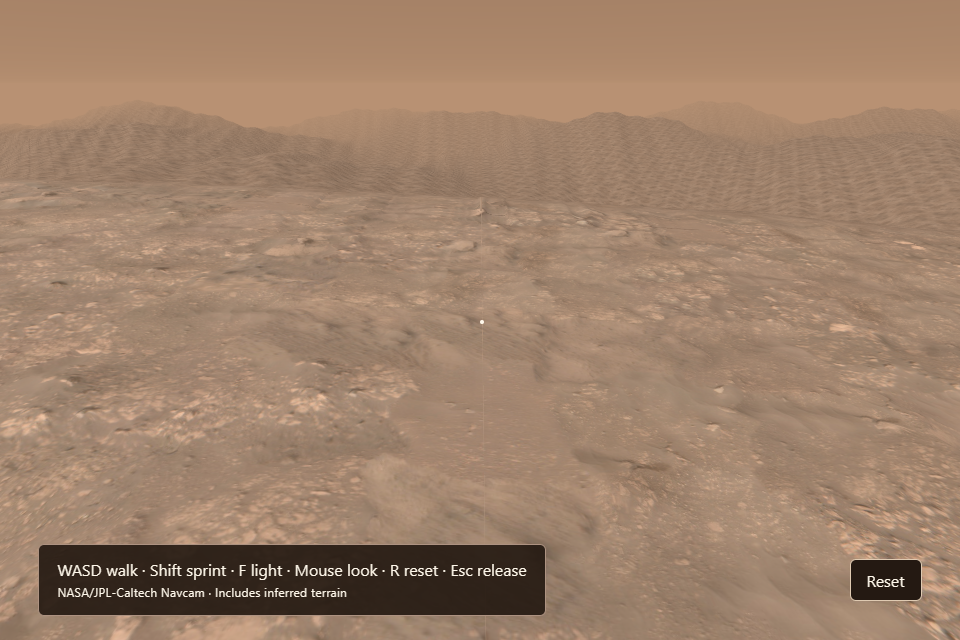 WASD walk · Shift sprint · F light · Mouse look · R reset · Esc release
NASA/JPL-Caltech Navcam · Includes inferred terrain
Reset